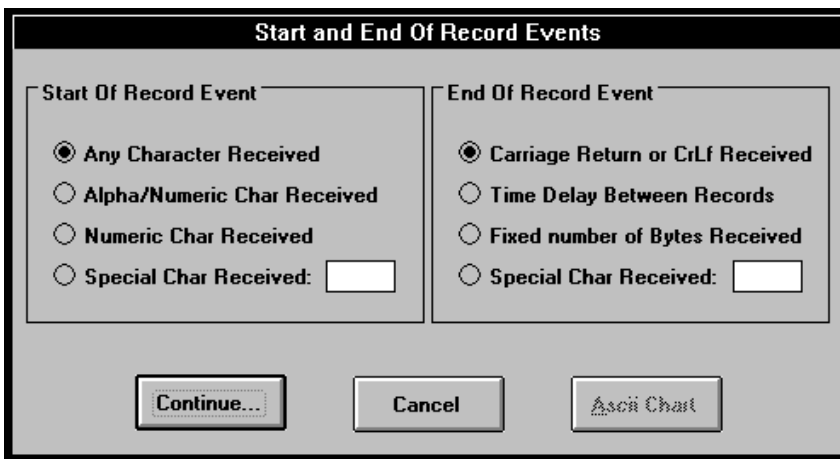 Start and End Of Record Events
Start Of Record Event
Any Character Received
Alpha/Numeric Char Received
Numeric Char Received
Special Char Received:
End Of Record Event
Carriage Return or CrLf Received
Time Delay Between Records
Fixed number of Bytes Received
Special Char Received:
Continue...
Cancel
Ascii Chart